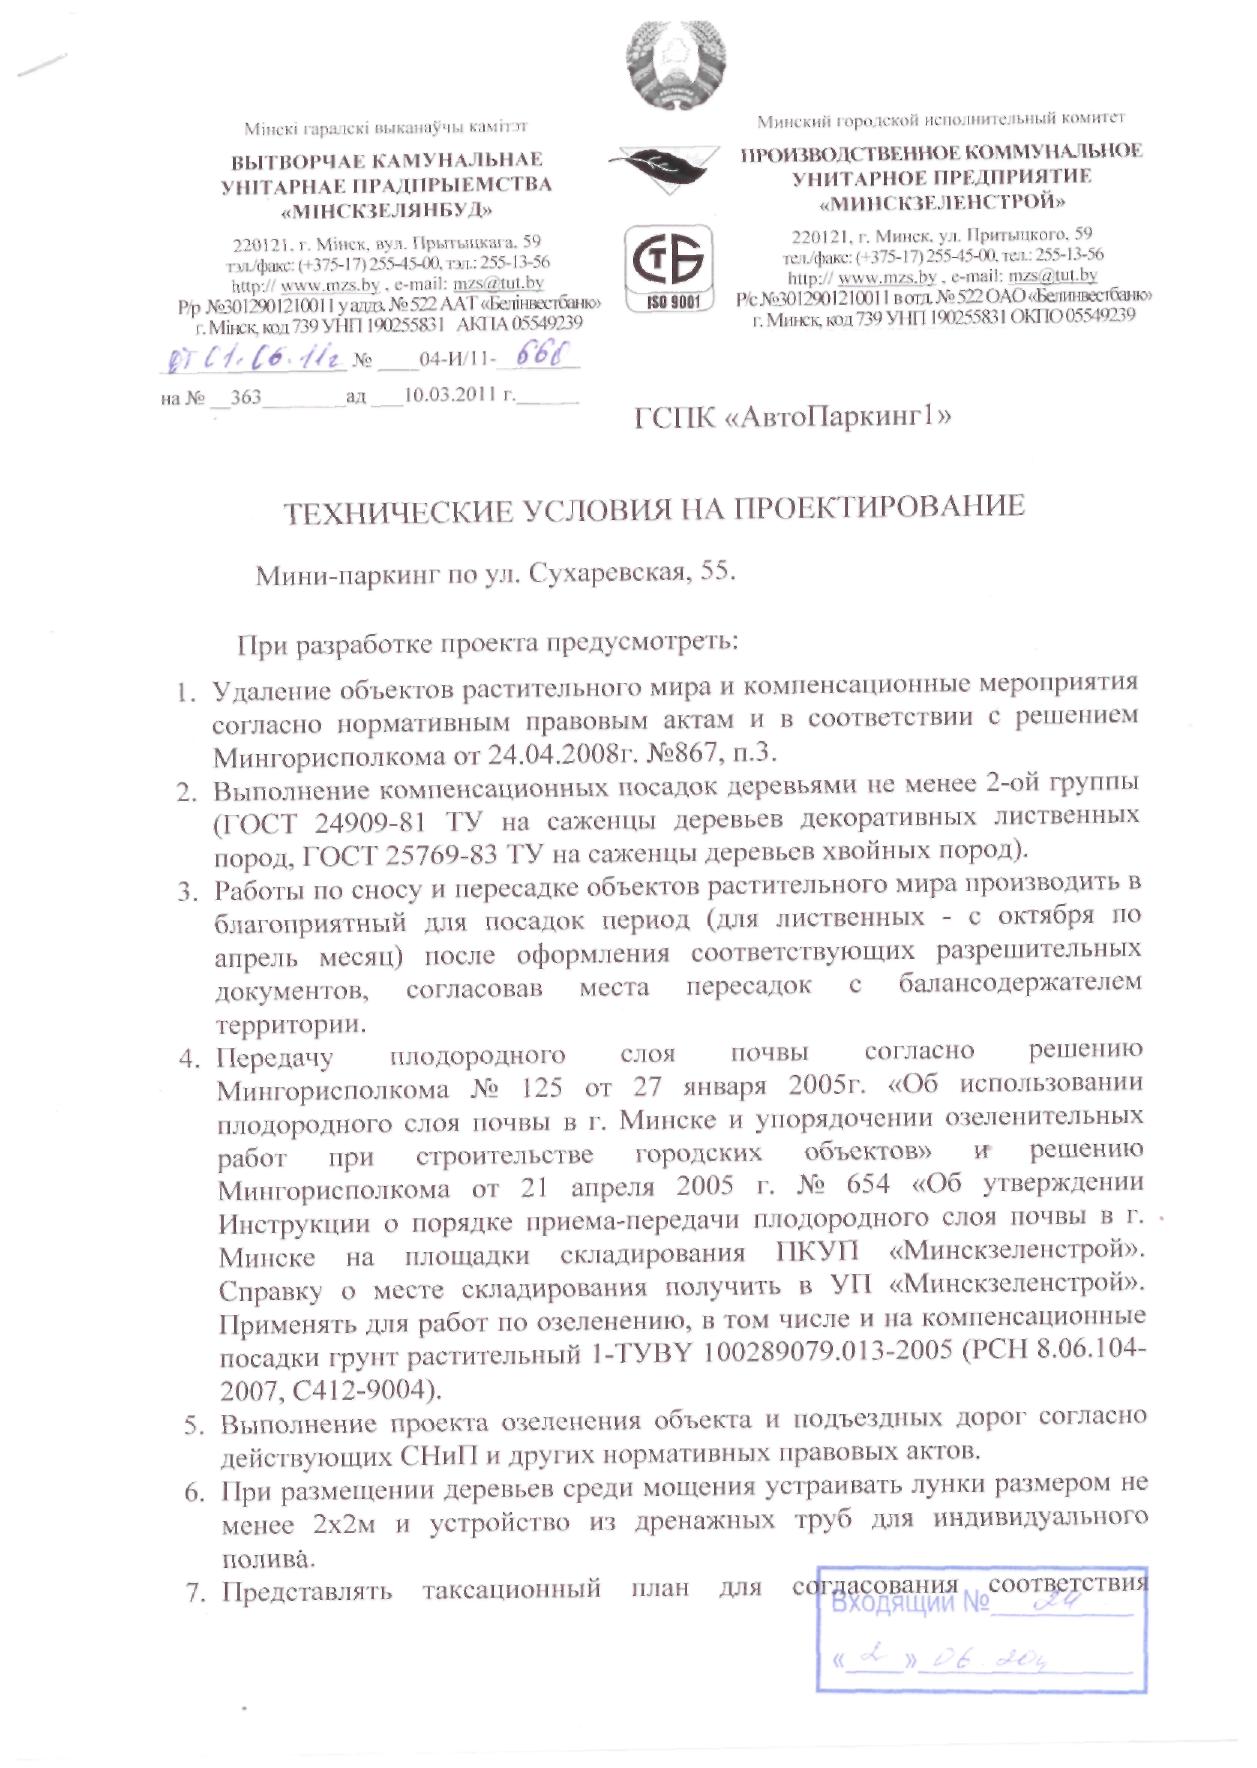 Мінскі гарадскі выканаўчы камітэт
ВЫТВОРЧАЕ КАМУНАЛЬНАЕ
УНІТАРНАЕ ПРАДПРЫЕМСТВА
«МІНСКЗЕЛЯНБУД»
220121, г. Мінск, вул. Прытыцкага, 59
тэл./факс: (+375-17) 255-45-00, тэл.: 255-13-56
http:// www.mzs.by , e-mail: mzs@tut.by
Р/р №3012901210011 у аддз. № 522 ААТ «Белінвестбанк»
г. Мінск, код 739 УНП 190255831 АКПА 05549239
от 01.06.11г № 04-И/11-
на № 363 ад 10.03.2011 г.
СТБ
ISO 9001
Минский городской исполнительный комитет
ПРОИЗВОДСТВЕННОЕ КОММУНАЛЬНОЕ
УНИТАРНОЕ ПРЕДПРИЯТИЕ
«МИНСКЗЕЛЕНСТРОЙ»
220121, г. Минск, ул. Притыцкого, 59
тел./факс: (+375-17) 255-45-00, тел.: 255-13-56
http:// www.mzs.by , e-mail: mzs@tut.by
Р/с №3012901210011 в отд. № 522 ОАО «Белинвестбанк»
г. Минск, код 739 УНП 190255831 ОКПО 05549239
ГСПК «АвтоПаркинг1»
ТЕХНИЧЕСКИЕ УСЛОВИЯ НА ПРОЕКТИРОВАНИЕ
Мини-паркинг по ул. Сухаревская, 55.
При разработке проекта предусмотреть:
1. Удаление объектов растительного мира и компенсационные мероприятия
согласно нормативным правовым актам и в соответствии с решением
Мингорисполкома от 24.04.2008г. №867, п.3.
2. Выполнение компенсационных посадок деревьями не менее 2-ой группы
(ГОСТ 24909-81 ТУ на саженцы деревьев декоративных лиственных
пород, ГОСТ 25769-83 ТУ на саженцы деревьев хвойных пород).
3. Работы по сносу и пересадке объектов растительного мира производить в
благоприятный для посадок период (для лиственных - с октября по
апрель месяц) после оформления соответствующих разрешительных
документов, согласовав места пересадок с балансодержателем
территории.
4. Передачу плодородного слоя почвы согласно решению
Мингорисполкома № 125 от 27 января 2005г. «Об использовании
плодородного слоя почвы в г. Минске и упорядочении озеленительных
работ при строительстве городских объектов» и решению
Мингорисполкома от 21 апреля 2005 г. № 654 «Об утверждении
Инструкции о порядке приема-передачи плодородного слоя почвы в г.
Минске на площадки складирования ПКУП «Минскзеленстрой».
Справку о месте складирования получить в УП «Минскзеленстрой».
Применять для работ по озеленению, в том числе и на компенсационные
посадки грунт растительный 1-ТУBY 100289079.013-2005 (РСН 8.06.104-
2007, С412-9004).
5. Выполнение проекта озеленения объекта и подъездных дорог согласно
действующих СНиП и других нормативных правовых актов.
6. При размещении деревьев среди мощения устраивать лунки размером не
менее 2х2м и устройство из дренажных труб для индивидуального
полива.
7. Представлять таксационный план для согласования соответствия
Входящий № 24
« 2 » 06